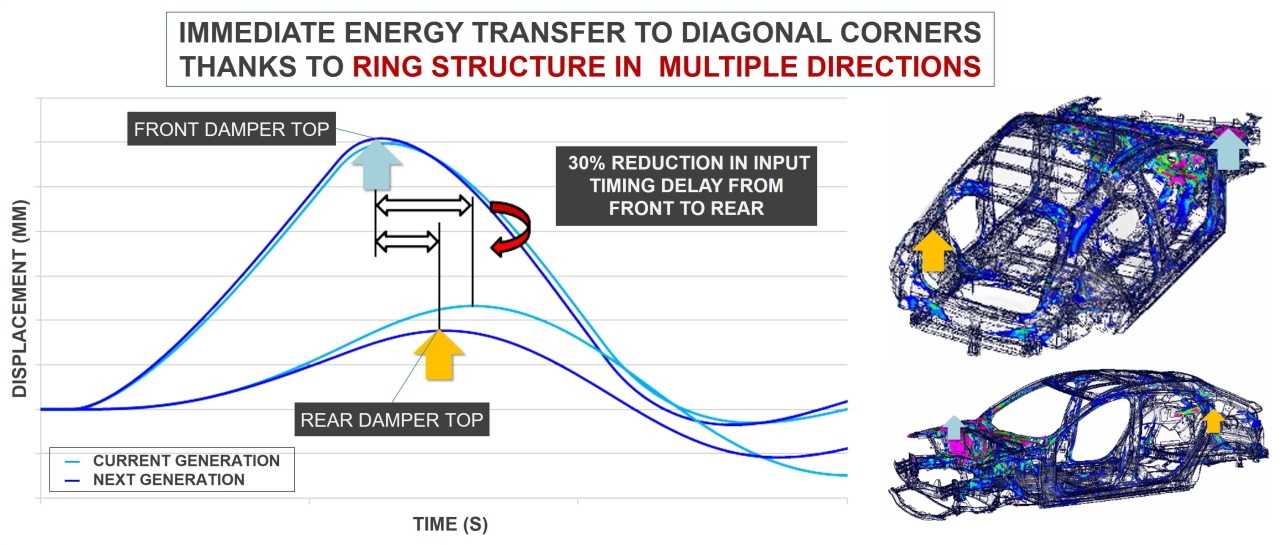 IMMEDIATE ENERGY TRANSFER TO DIAGONAL CORNERS
THANKS TO RING STRUCTURE IN MULTIPLE DIRECTIONS
FRONT DAMPER TOP
30% REDUCTION IN INPUT
TIMING DELAY FROM
FRONT TO REAR
DISPLACEMENT (MM)
REAR DAMPER TOP
CURRENT GENERATION
NEXT GENERATION
TIME (S)